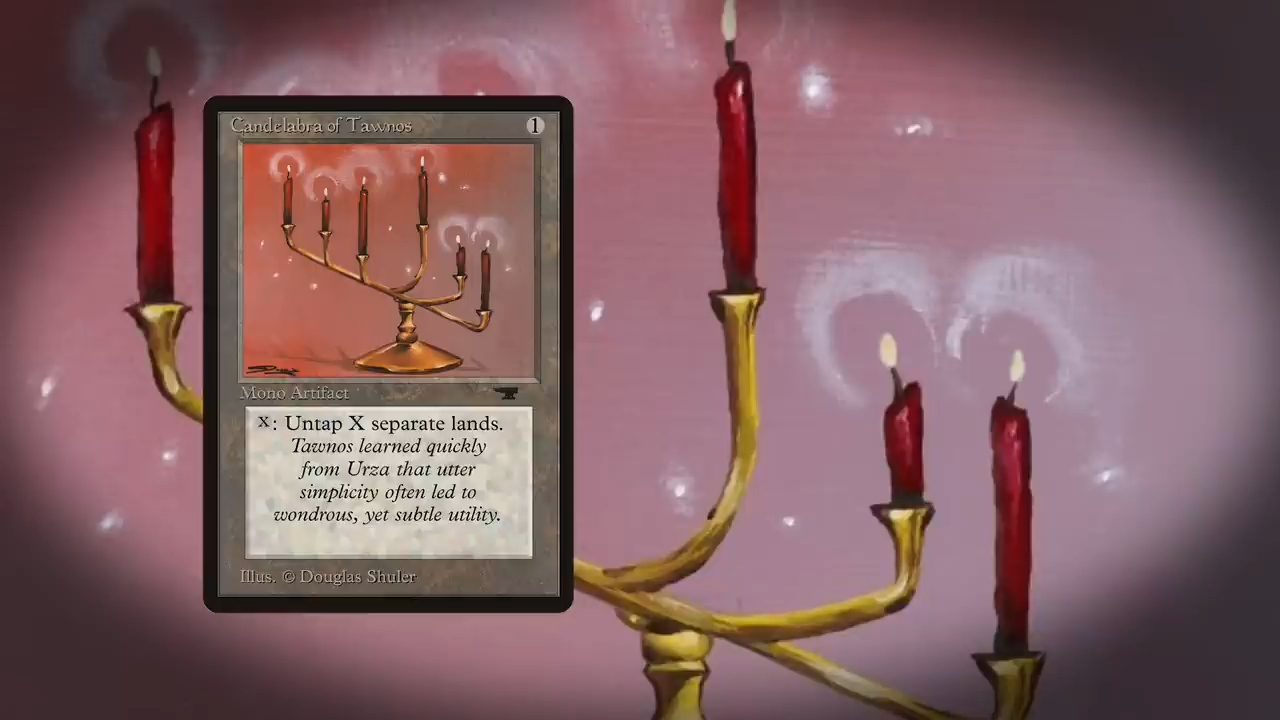 Candelabra of Tawnos 1
Mono Artifact
X: Untap X separate lands.
Tawnos learned quickly
from Urza that utter
simplicity often led to
wondrous, yet subtle utility.
Illus. © Douglas Shuler